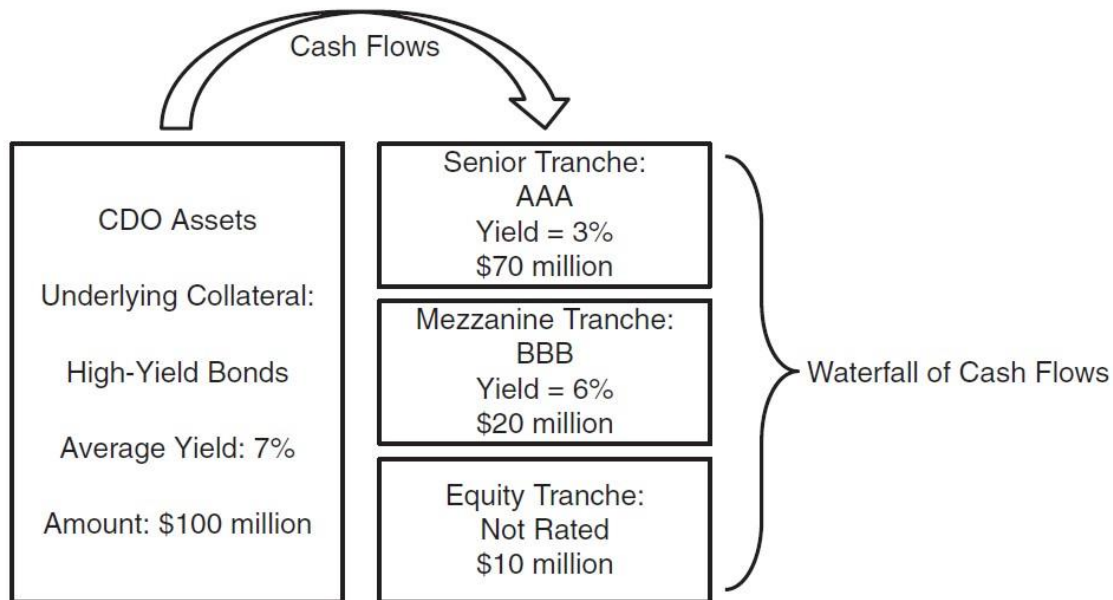 Cash Flows
CDO Assets
Underlying Collateral:
High-Yield Bonds
Average Yield: 7%
Amount: $100 million
Senior Tranche:
AAA
Yield = 3%
$70 million
Mezzanine Tranche:
BBB
Yield = 6%
$20 million
Equity Tranche:
Not Rated
$10 million
Waterfall of Cash Flows